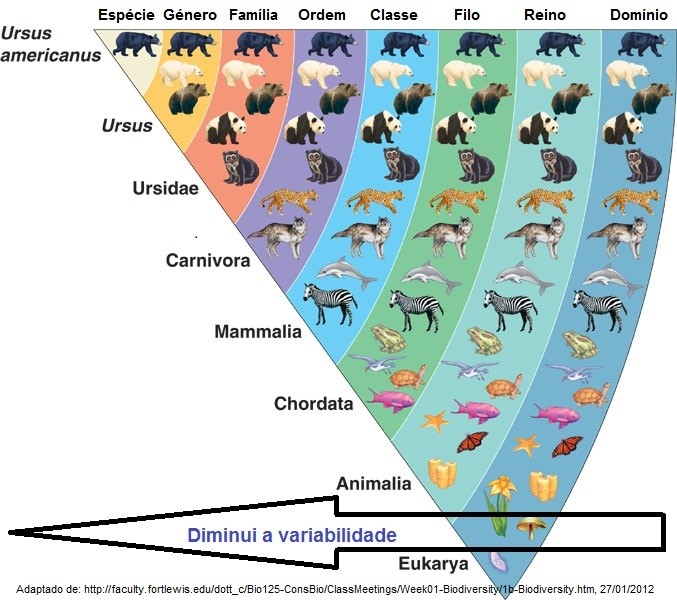 Espécie Género Família Ordem Classe Filo Reino Domínio
Ursus
americanus
Ursus
Ursidae
Carnivora
Mammalia
Chordata
Animalia
Diminui a variabilidade
Eukarya
Adaptado de: http://faculty.fortlewis.edu/dott_c/Bio125-ConsBio/ClassMeetings/Week01-Biodiversity/1b-Biodiversity.htm, 27/01/2012